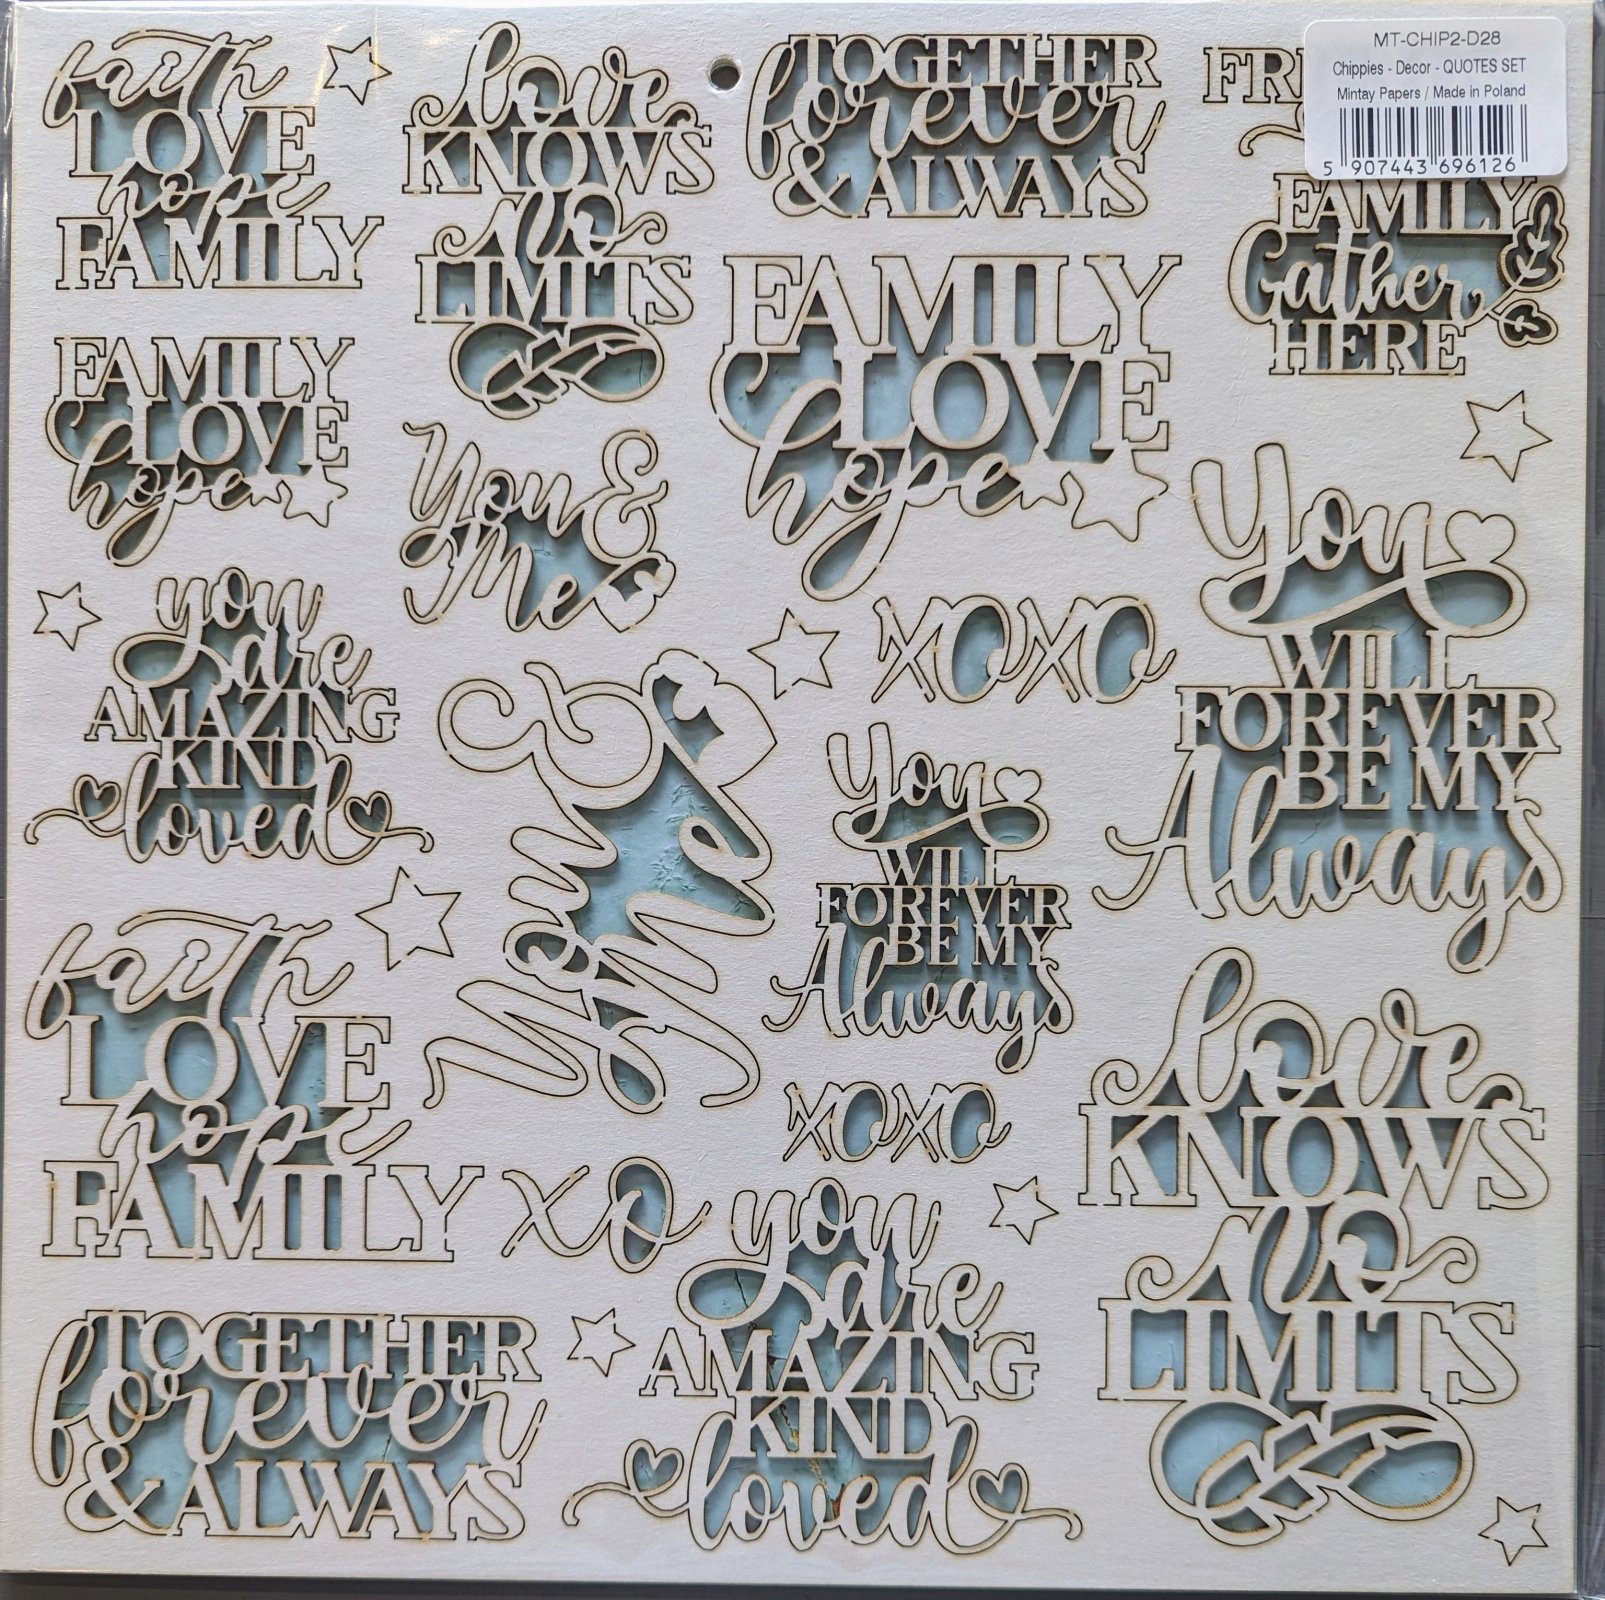 faith
LOVE
hope
FAMILY
love
KNOWS
NO
LIMITS
TOGETHER
forever
& ALWAYS
MT-CHIP2-D28
Chippies - Decor - QUOTES SET
Mintay Papers / Made in Poland
5 907443 696126
FAMILY
Gather
HERE
FAMILY
LOVE
hope
You &
Me
FAMILY
LOVE
hope
You
WILL
FOREVER
BE MY
Always
you
are
AMAZING
KIND
loved
You &
Me
xoxo
You
WILL
FOREVER
BE MY
Always
faith
LOVE
hope
FAMILY
xoxo
xo
love
KNOWS
NO
LIMITS
TOGETHER
forever
& ALWAYS
you
are
AMAZING
KIND
loved